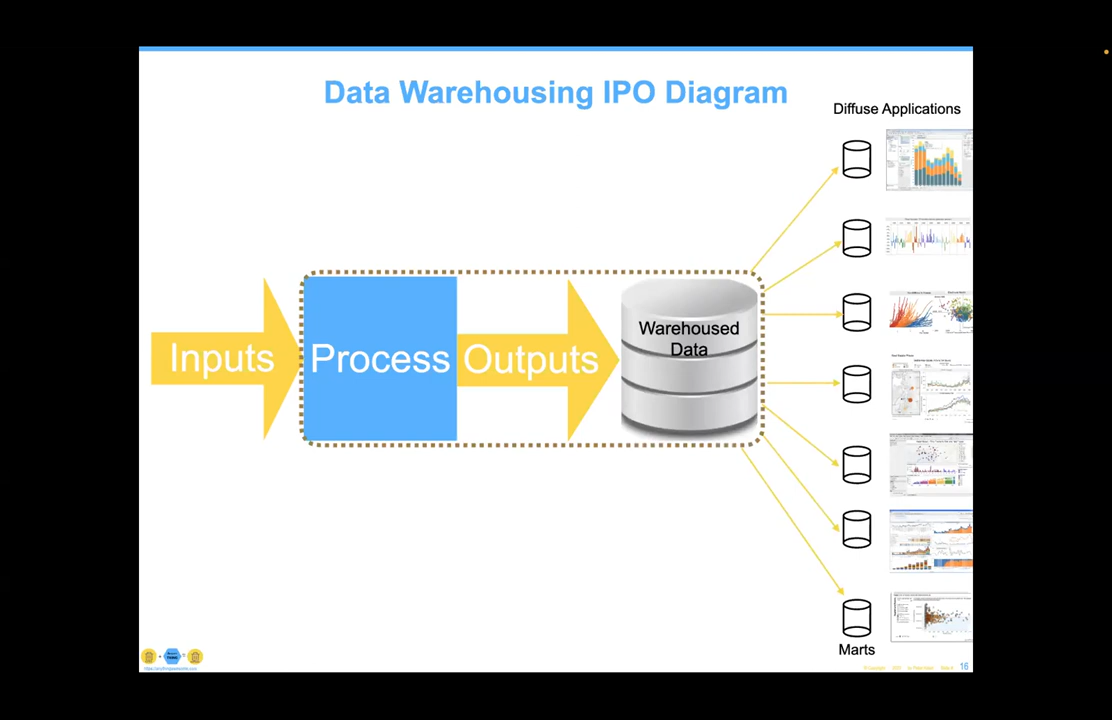 Data Warehousing IPO Diagram
Diffuse Applications
Inputs
Process
Outputs
Warehoused
Data
Marts
16